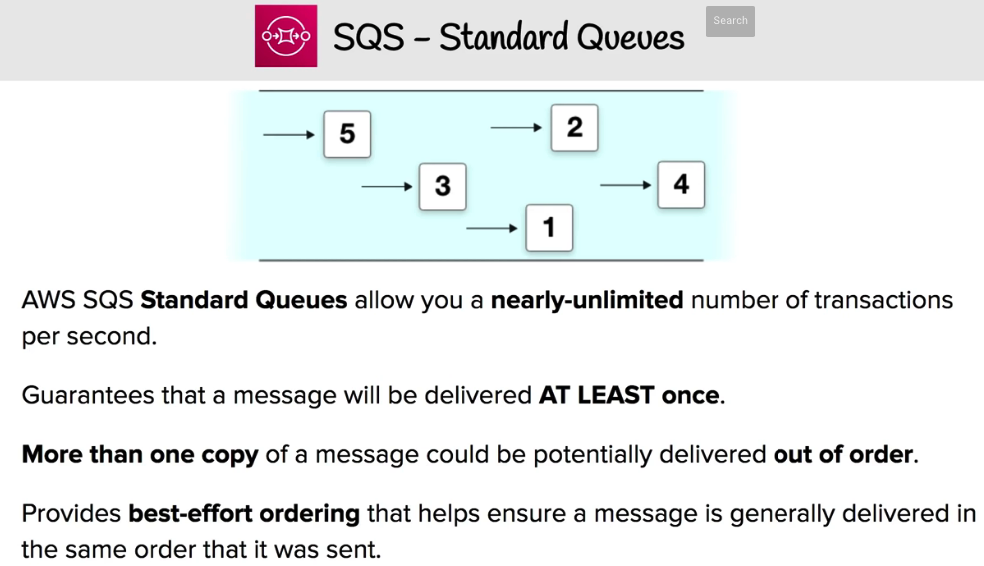 SQS – Standard Queues
Search
5
2
3
4
1
AWS SQS Standard Queues allow you a nearly-unlimited number of transactions
per second.
Guarantees that a message will be delivered AT LEAST once.
More than one copy of a message could be potentially delivered out of order.
Provides best-effort ordering that helps ensure a message is generally delivered in
the same order that it was sent.